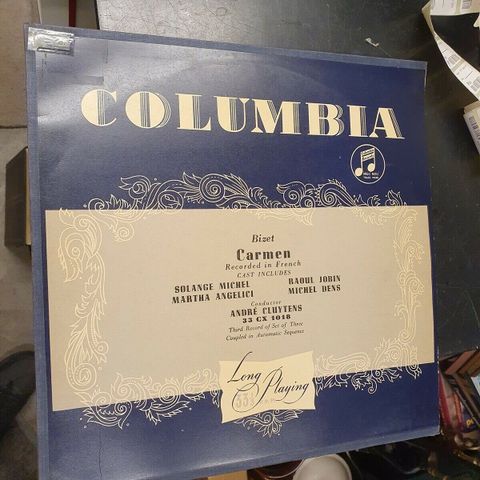 COLUMBIA
Bizet
Carmen
Recorded in French
CAST INCLUDES
SOLANGE MICHEL RAOUL JOBIN
MARTHA ANGELICI MICHEL DENS
Conductor
ANDRÉ CLUYTENS
33 CX 1018
Third Record of Set of Three
Coupled in Automatic Sequence
Long
33⅓
Playing